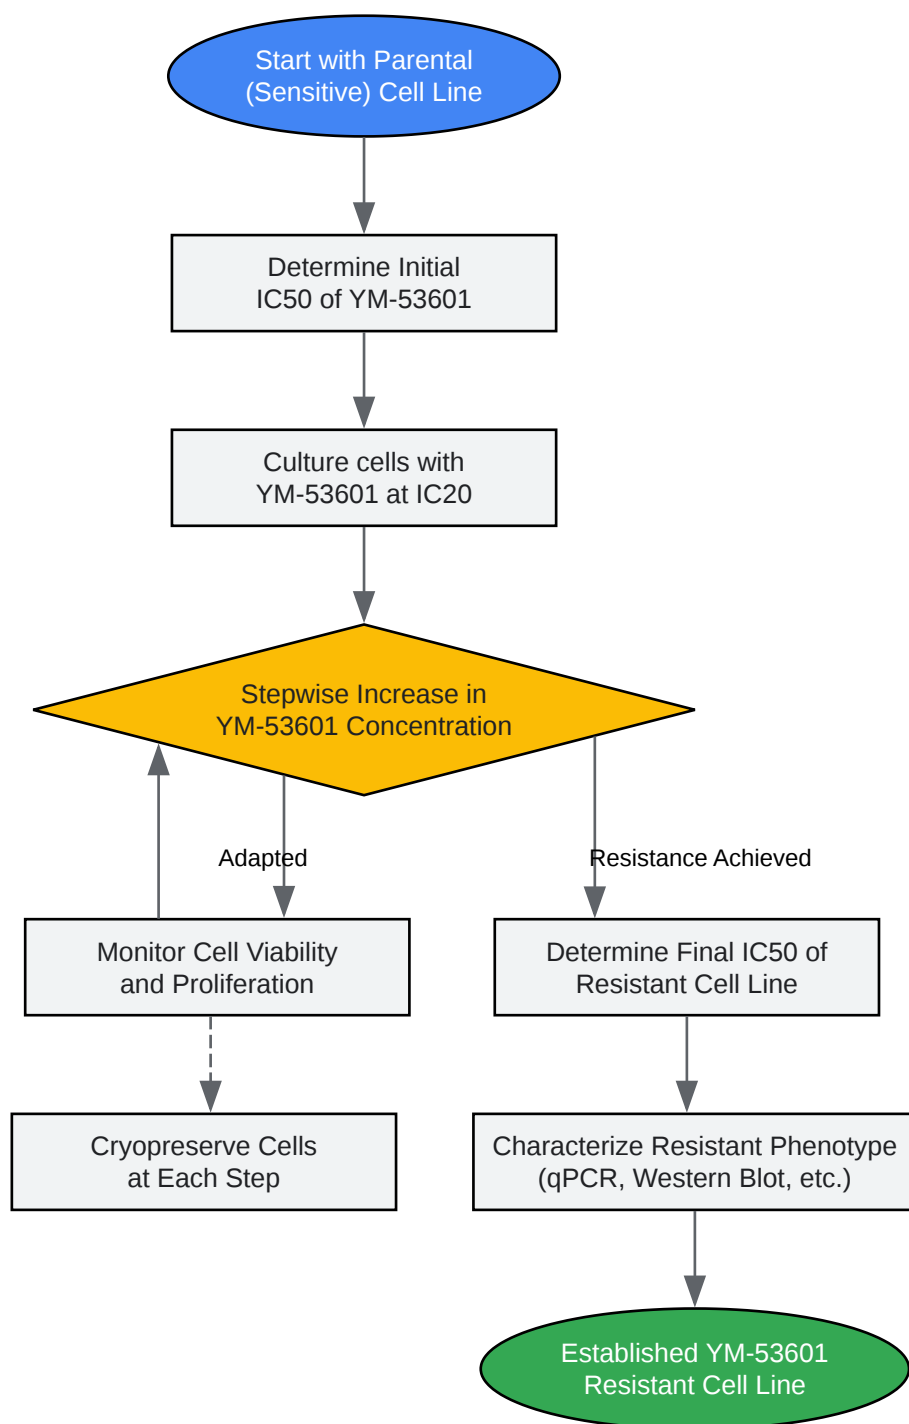 Start with Parental
(Sensitive) Cell Line
Determine Initial
IC50 of YM-53601
Culture cells with
YM-53601 at IC20
Stepwise Increase in
YM-53601 Concentration
Adapted
Resistance Achieved
Monitor Cell Viability
and Proliferation
Determine Final IC50 of
Resistant Cell Line
Cryopreserve Cells
at Each Step
Characterize Resistant Phenotype
(qPCR, Western Blot, etc.)
Established YM-53601
Resistant Cell Line